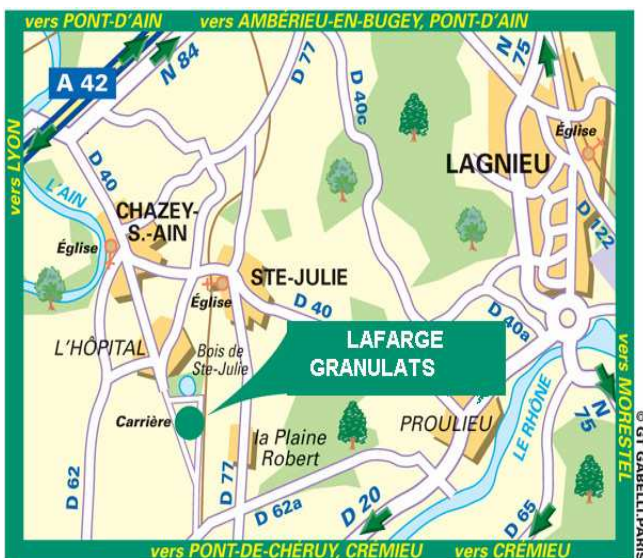 vers PONT-D'AIN
vers AMBÉRIEU-EN-BUGEY, PONT-D'AIN
A 42
N 84
D 77
D 40c
N 75
vers LYON
L'AIN
D 40
CHAZEY-
S.-AIN
Église
LAGNIEU
Église
D 122
STE-JULIE
Église
D 40
D 40a
L'HÔPITAL
Bois de
Ste-Julie
LAFARGE
GRANULATS
Carrière
la Plaine
Robert
PROULIEU
LE RHÔNE
N 75
vers MORESTEL
D 62
D 77
D 62a
D 20
D 65
vers PONT-DE-CHÉRUY, CRÉMIEU
vers CRÉMIEU